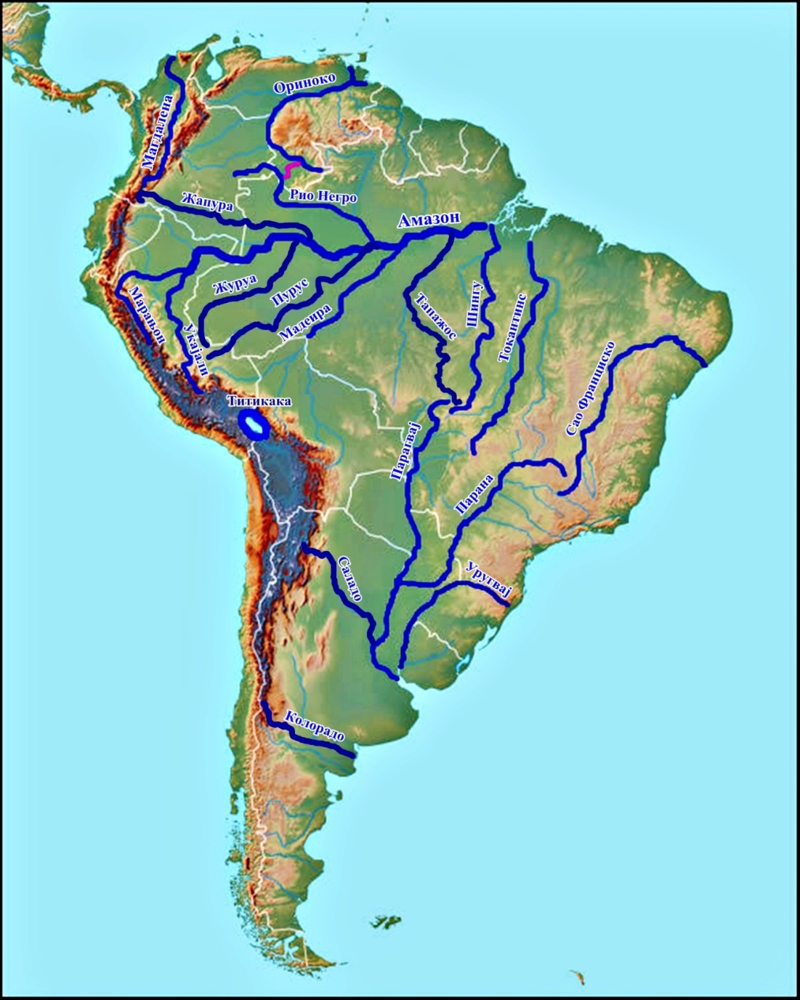 Ориноко
Магдалена
Жапура
Рио Негро
Амазон
Журуа
Пурус
Мадеира
Марањон
Укајали
Тапажос
Шингу
Токантинс
Сао Франциско
Титикака
Парагвај
Парана
Саладо
Уругвај
Колорадо